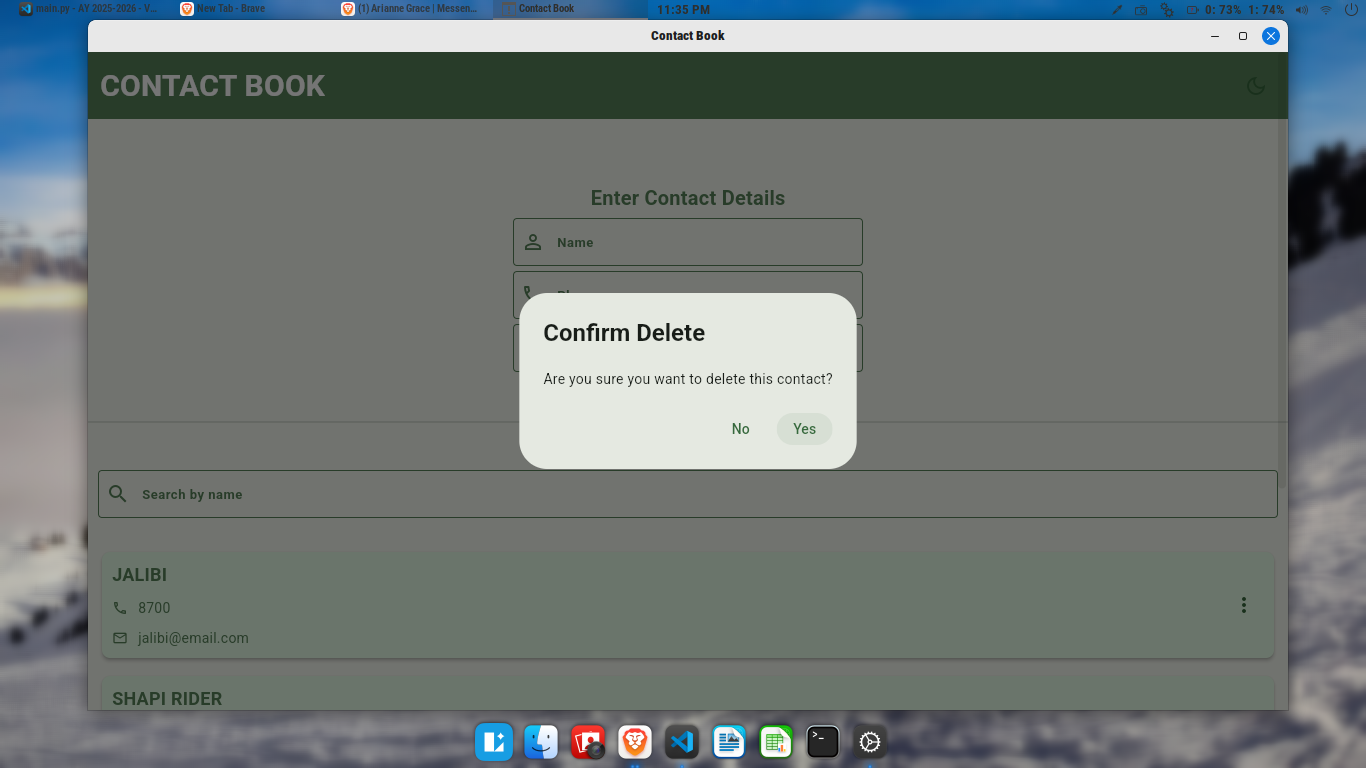 main.py - AY 2025-2026 - V...
New Tab - Brave
(1) Arianne Grace | Messen...
Contact Book
11:35 PM
0: 73% 1: 74%
Contact Book
CONTACT BOOK
Enter Contact Details
Name
Confirm Delete
Are you sure you want to delete this contact?
No
Yes
Search by name
JALIBI
8700
jalibi@email.com
SHAPI RIDER
>_